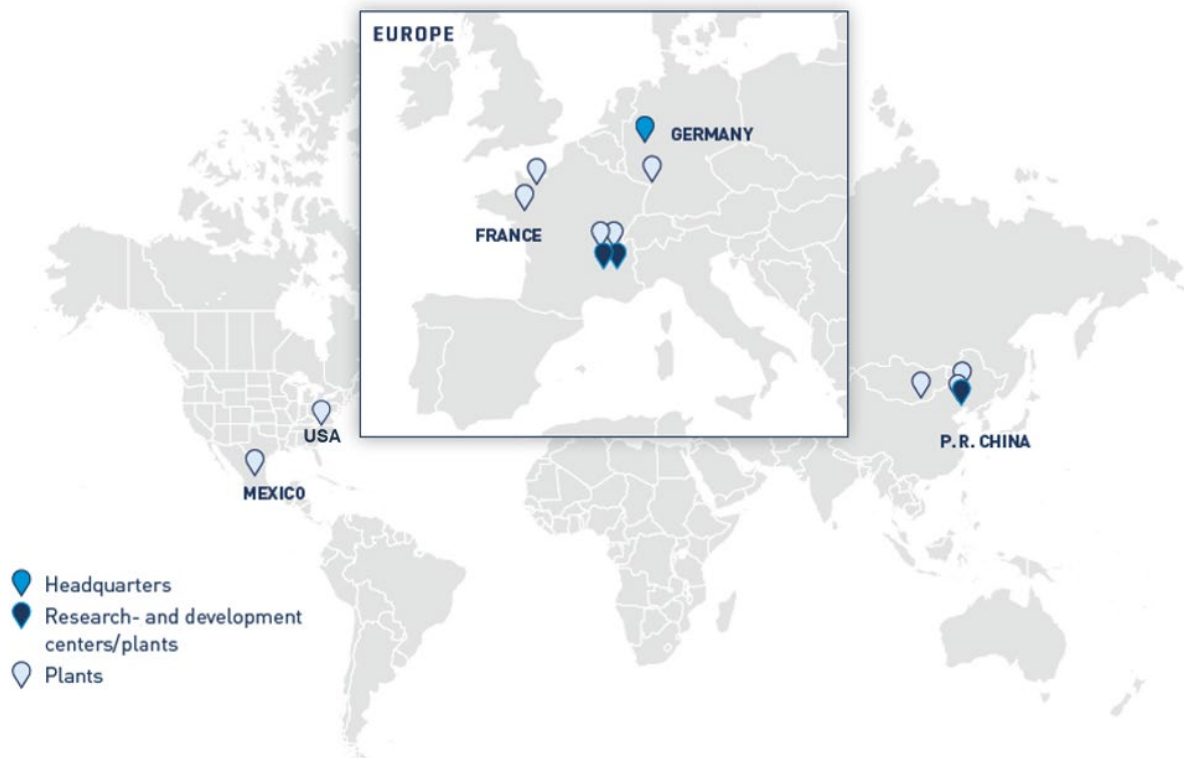 EUROPE
GERMANY
FRANCE
USA
MEXICO
P.R. CHINA
Headquarters
Research- and development
centers/plants
Plants